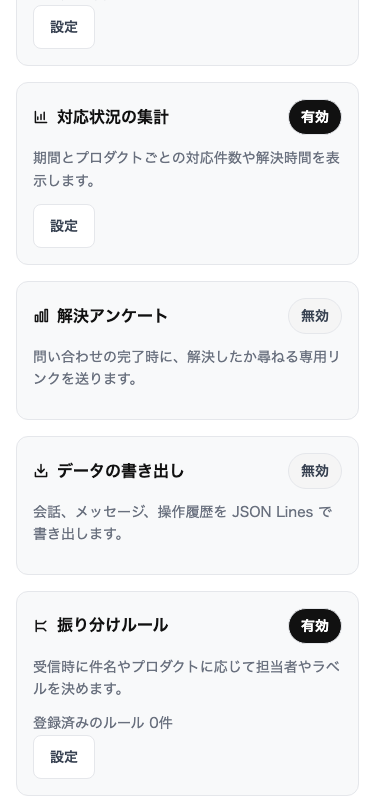 設定
対応状況の集計
有効
期間とプロダクトごとの対応件数や解決時間を表
示します。
設定
解決アンケート
無効
問い合わせの完了時に、解決したか尋ねる専用リ
ンクを送ります。
データの書き出し
無効
会話、メッセージ、操作履歴を JSON Lines で
書き出します。
振り分けルール
有効
受信時に件名やプロダクトに応じて担当者やラベ
ルを決めます。
登録済みのルール 0件
設定